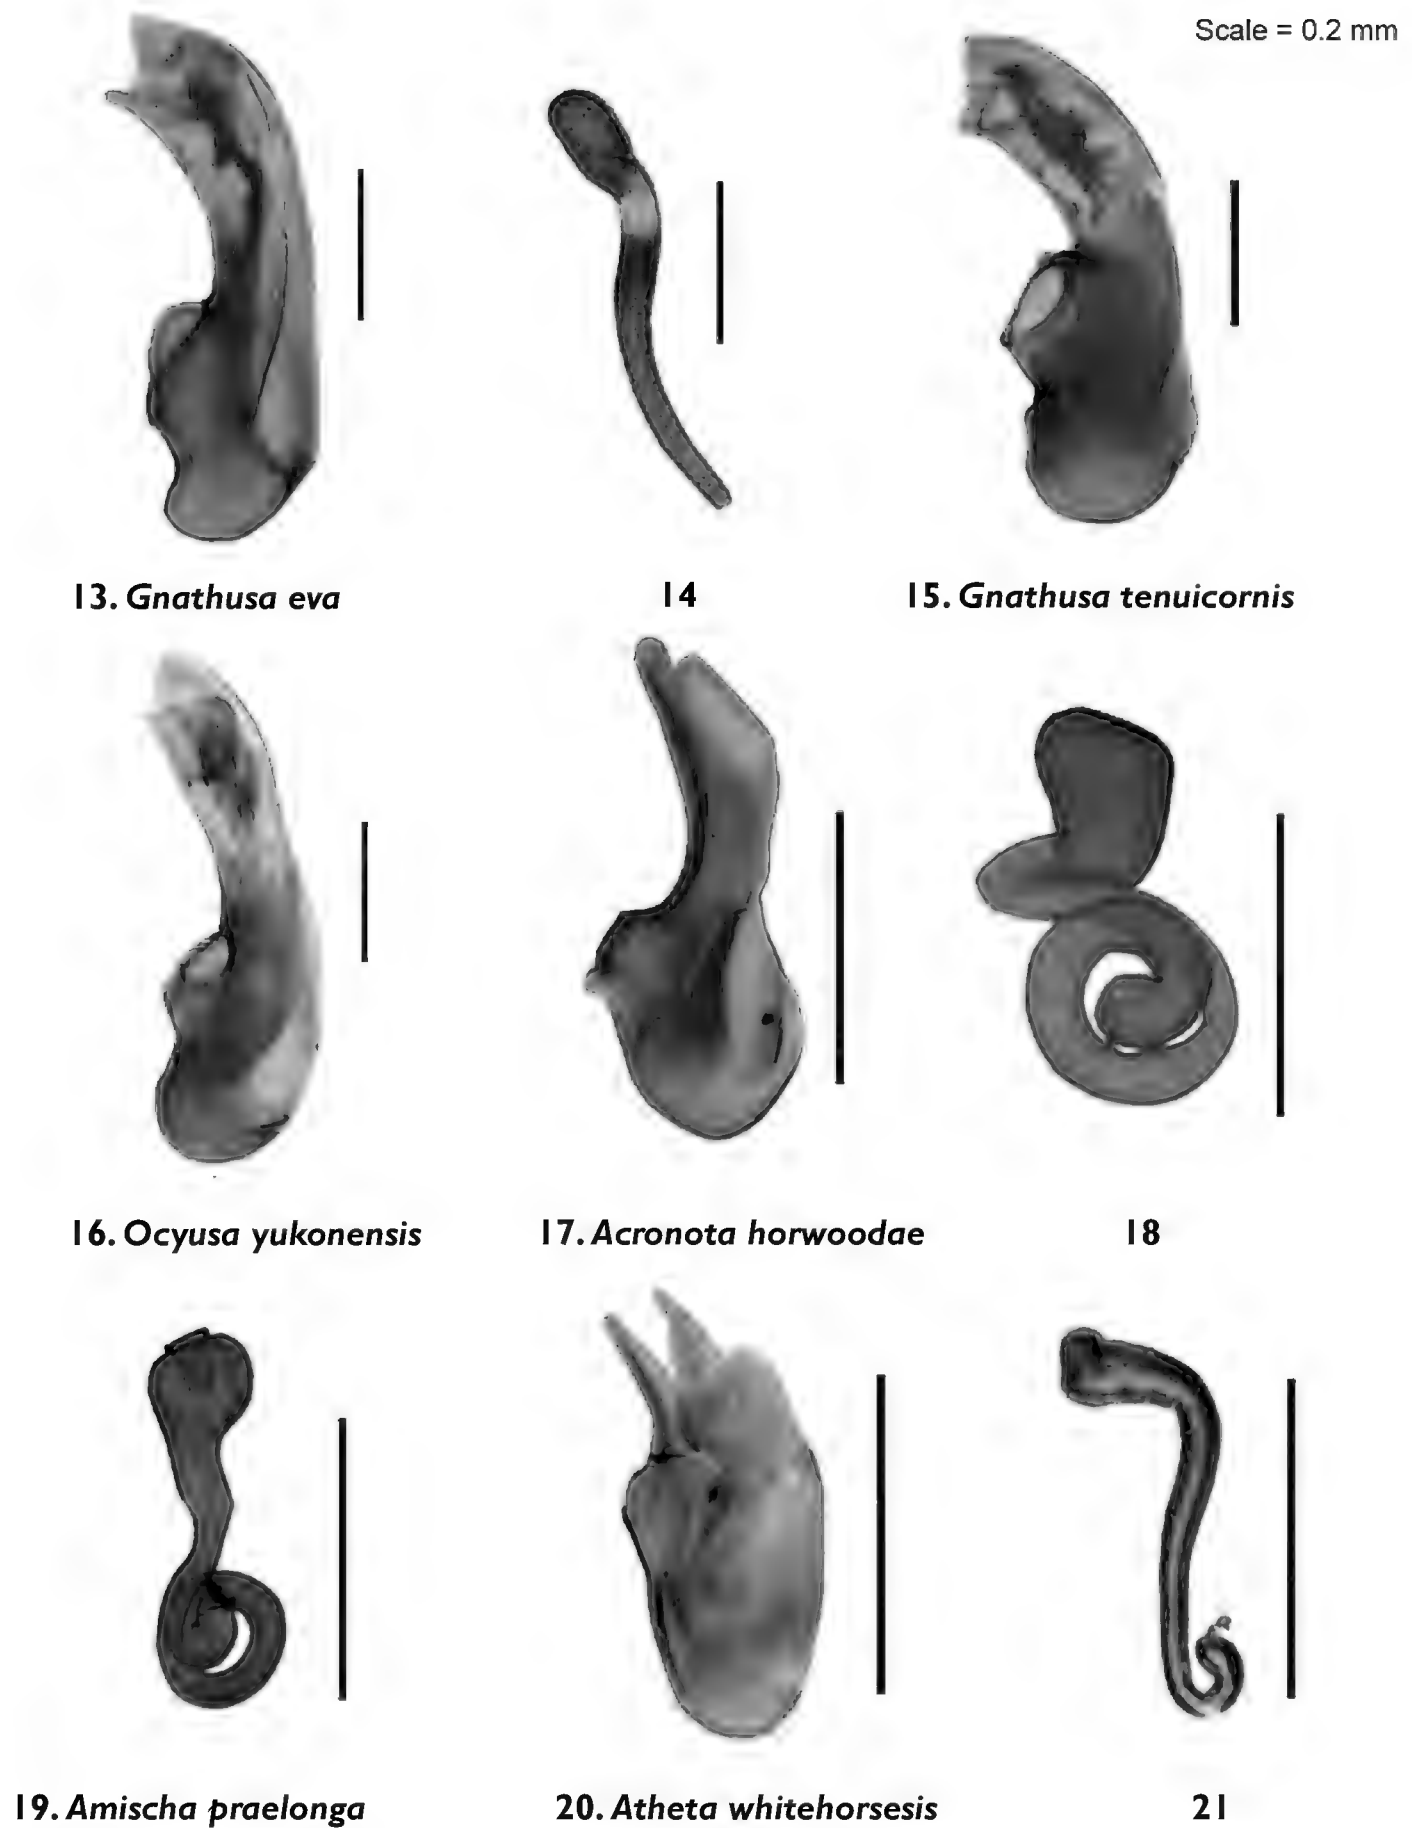 Scale = 0.2 mm
13. Gnathusa eva
14
15. Gnathusa tenuicornis
16. Ocyusa yukonensis
17. Acronota horwoodae
18
19. Amischa praelonga
20. Atheta whitehorsesis
21